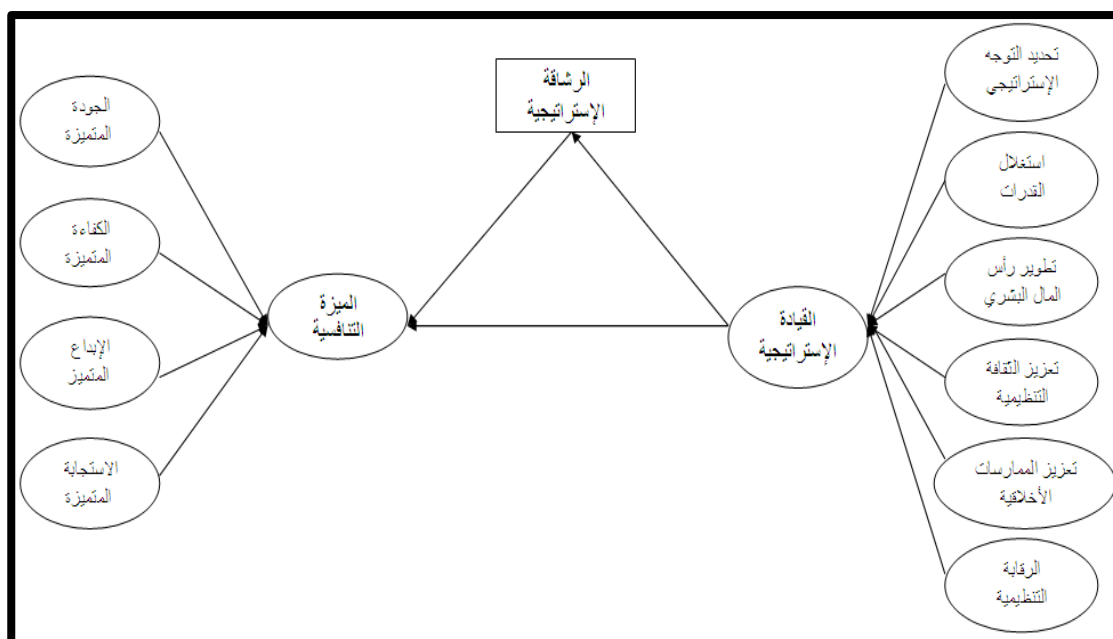 تحديد التوجه
الإستراتيجي
استغلال
القدرات
تطوير رأس
المال البشري
تعزيز الثقافة
التنظيمية
تعزيز الممارسات
الأخلاقية
الرقابة
التنظيمية
القيادة
الإستراتيجية
الرشاقة
الإستراتيجية
الميزة
التنافسية
الجودة
المتميزة
الكفاءة
المتميزة
الإبداع
المتميز
الاستجابة
المتميزة